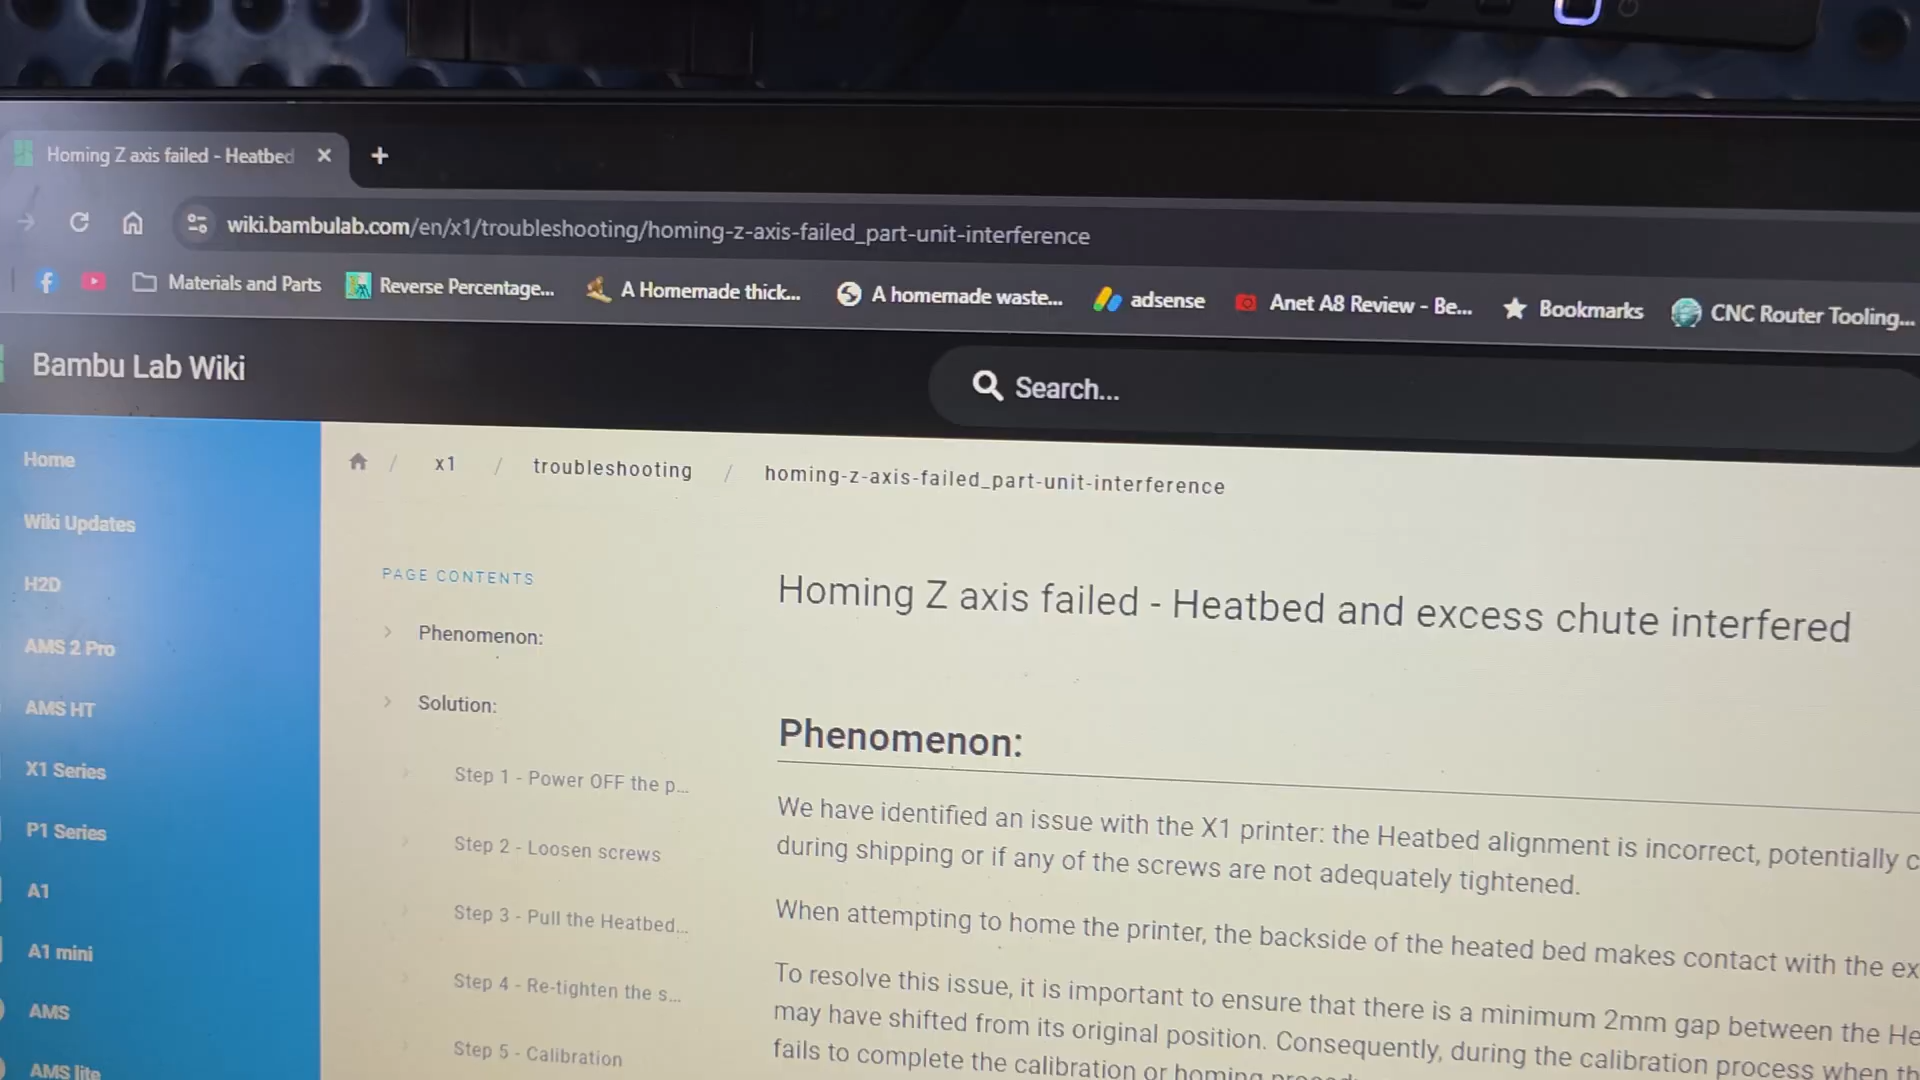 Homing Z axis failed - Heatbed
wiki.bambulab.com/en/x1/troubleshooting/homing-z-axis-failed_part-unit-interference
Materials and Parts Reverse Percentage... A Homemade thick... A homemade waste... adsense Anet A8 Review - Be... Bookmarks CNC Router Tooling...
Bambu Lab Wiki
Search...
Home
Wiki Updates
H2D
AMS 2 Pro
AMS HT
X1 Series
P1 Series
A1
A1 mini
AMS
AMS lite
/ x1 / troubleshooting / homing-z-axis-failed_part-unit-interference
PAGE CONTENTS
Phenomenon:
Solution:
Step 1 - Power OFF the p...
Step 2 - Loosen screws
Step 3 - Pull the Heatbed...
Step 4 - Re-tighten the s...
Step 5 - Calibration
Homing Z axis failed - Heatbed and excess chute interfered
Phenomenon:
We have identified an issue with the X1 printer: the Heatbed alignment is incorrect, potentially c
during shipping or if any of the screws are not adequately tightened.
When attempting to home the printer, the backside of the heated bed makes contact with the ex
To resolve this issue, it is important to ensure that there is a minimum 2mm gap between the He
may have shifted from its original position. Consequently, during the calibration process when th
fails to complete the calibration or homing